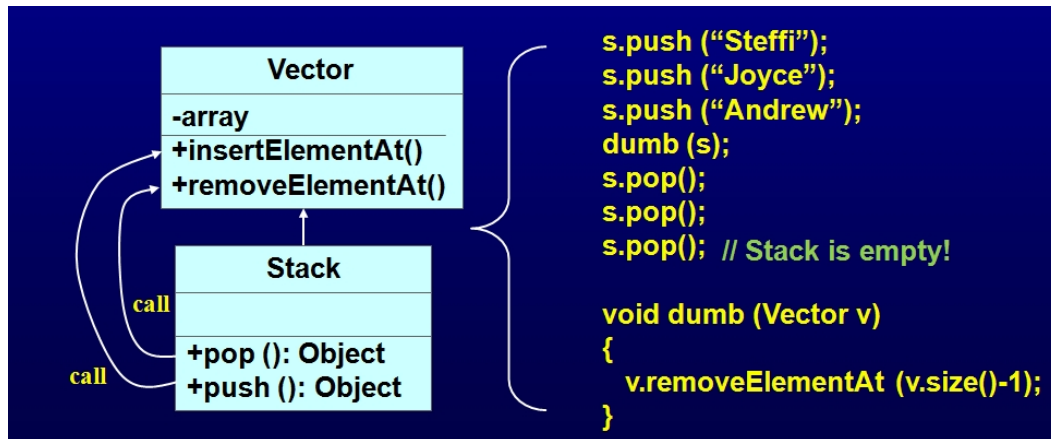 Vector
-array
+insertElementAt()
+removeElementAt()
Stack
+pop (): Object
+push (): Object
call
call
s.push (“Steffi”);
s.push (“Joyce”);
s.push (“Andrew”);
dumb (s);
s.pop();
s.pop();
s.pop(); // Stack is empty!
void dumb (Vector v)
{
v.removeElementAt (v.size()-1);
}